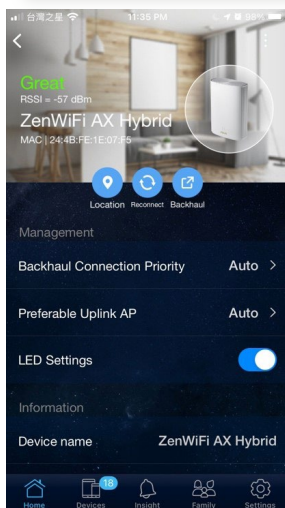 台灣之星 11:35 PM 98%
Great
RSSI = -57 dBm
ZenWiFi AX Hybrid
MAC | 24:4B:FE:1E:07:F5
Location Reconnect Backhaul
Management
Backhaul Connection Priority Auto >
Preferable Uplink AP Auto >
LED Settings
Information
Device name ZenWiFi AX Hybrid
18
Home Devices Insight Family Settings